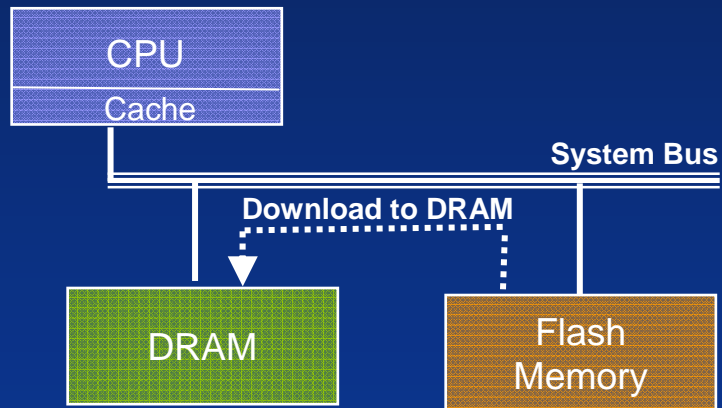 CPU
Cache
System Bus
Download to DRAM
DRAM
Flash
Memory